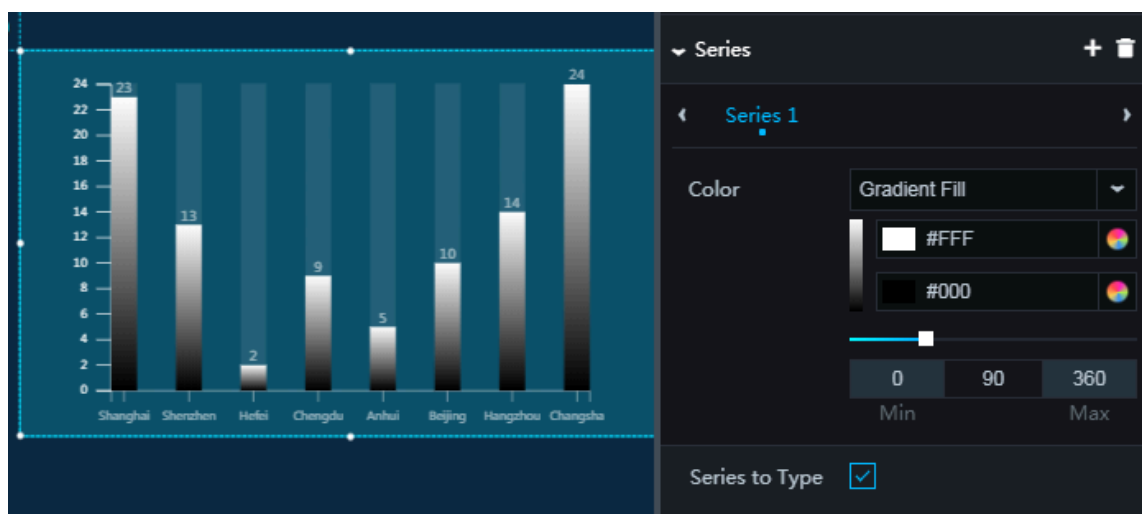 24
22
20
18
16
14
12
10
8
6
4
2
0
23
13
2
9
5
10
14
24
Shanghai Shenzhen Hefei Chengdu Anhui Beijing Hangzhou Changsha
Series
Series 1
Color Gradient Fill
#FFF
#000
0 90 360
Min Max
Series to Type